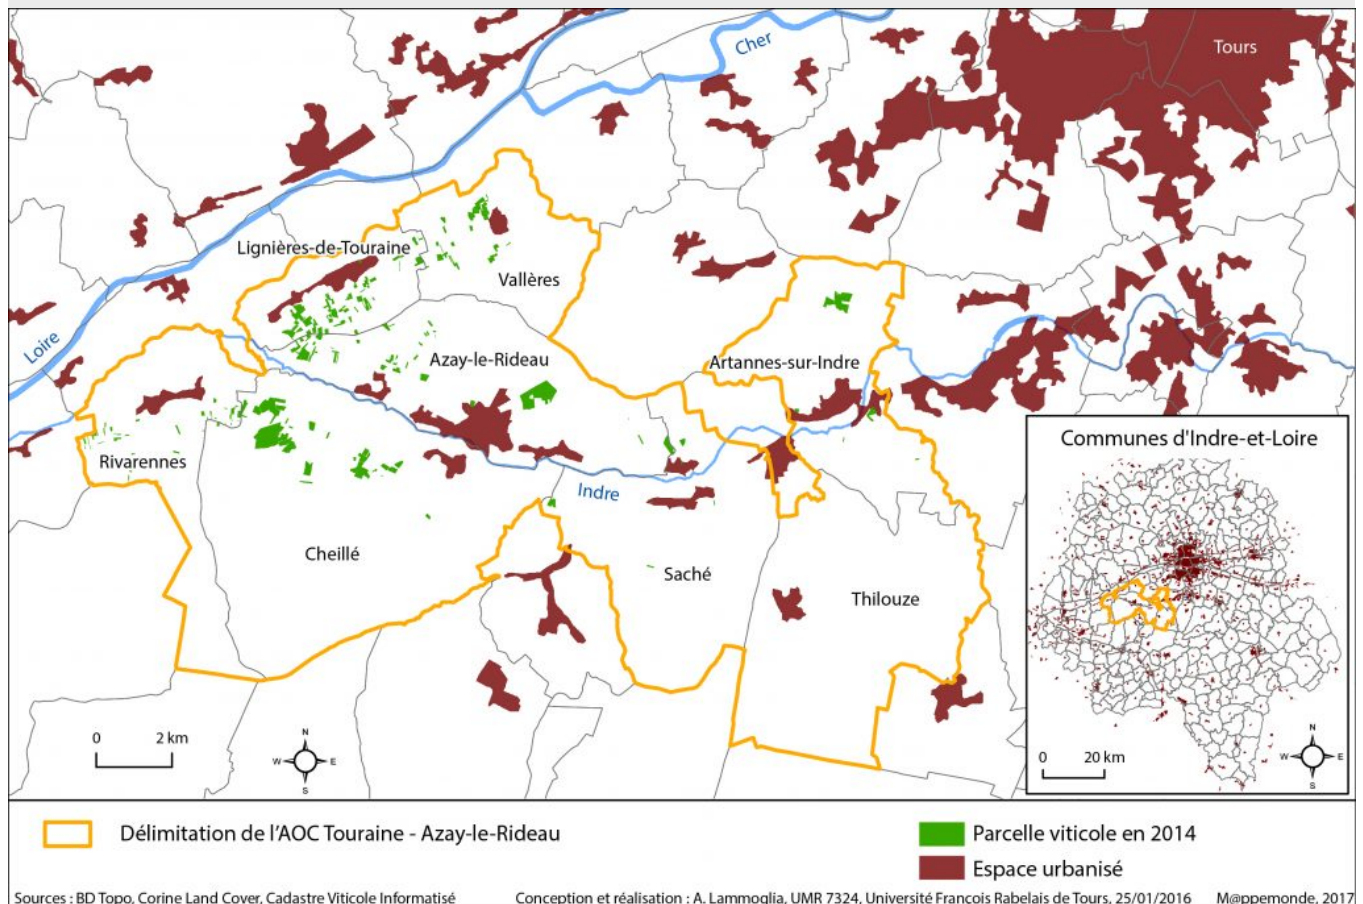 Tours
Cher
Lignières-de-Touraine
Vallères
Loire
Azay-le-Rideau
Artannes-sur-Indre
Rivarennes
Indre
Cheillé
Saché
Thilouze
0 2 km
N
W E
S
Communes d'Indre-et-Loire
0 20 km
N
W E
S
Délimitation de l'AOC Touraine - Azay-le-Rideau
Parcelle viticole en 2014
Espace urbanisé
Sources : BD Topo, Corine Land Cover, Cadastre Viticole Informatisé Conception et réalisation : A. Lammoglia, UMR 7324, Université François Rabelais de Tours, 25/01/2016 M@ppemonde, 2017